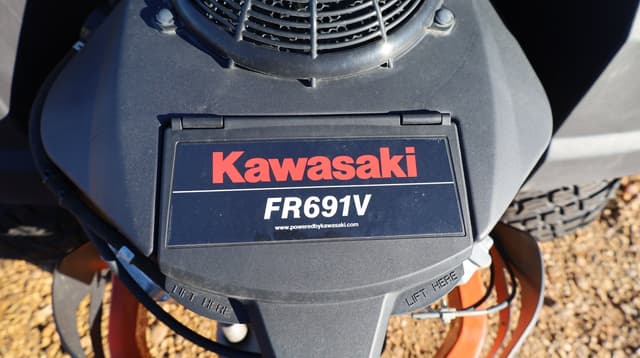 Kawasaki
FR691V
www.poweredbykawasaki.com
LIFT HERE
LIFT HERE